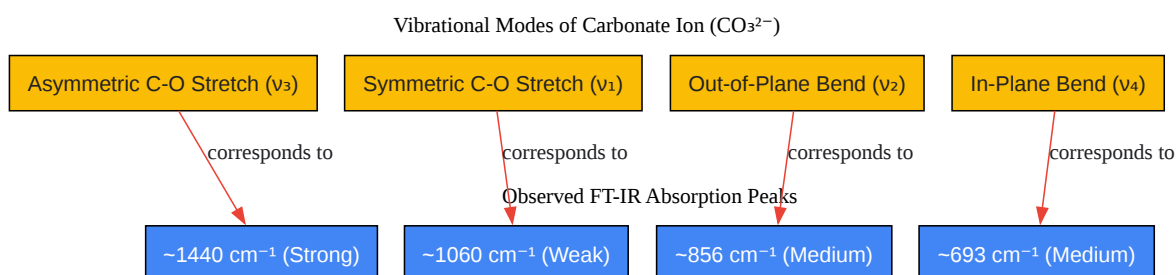 Vibrational Modes of Carbonate Ion (CO₃²⁻)
Asymmetric C-O Stretch (ν₃)
Symmetric C-O Stretch (ν₁)
Out-of-Plane Bend (ν₂)
In-Plane Bend (ν₄)
corresponds to
corresponds to
corresponds to
corresponds to
Observed FT-IR Absorption Peaks
~1440 cm⁻¹ (Strong)
~1060 cm⁻¹ (Weak)
~856 cm⁻¹ (Medium)
~693 cm⁻¹ (Medium)